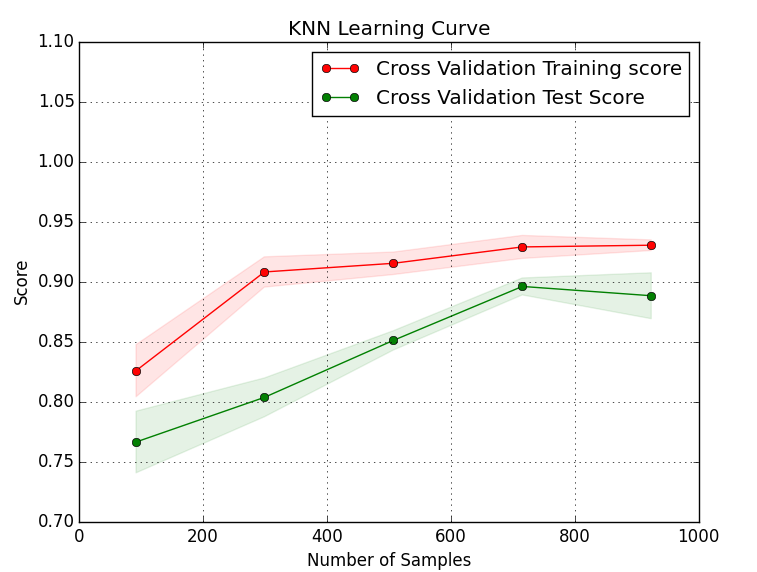 KNN Learning Curve
Cross Validation Training score
Cross Validation Test Score
1.10
1.05
1.00
0.95
0.90
0.85
0.80
0.75
0.70
Score
0 200 400 600 800 1000
Number of Samples